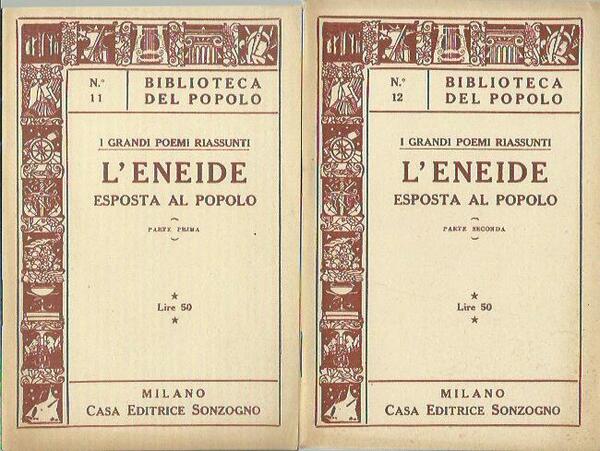 N.°
11
BIBLIOTECA
DEL POPOLO
I GRANDI POEMI RIASSUNTI
L'ENEIDE
ESPOSTA AL POPOLO
PARTE PRIMA
Lire 50
MILANO
CASA EDITRICE SONZOGNO
N.°
12
BIBLIOTECA
DEL POPOLO
I GRANDI POEMI RIASSUNTI
L'ENEIDE
ESPOSTA AL POPOLO
PARTE SECONDA
Lire 50
MILANO
CASA EDITRICE SONZOGNO